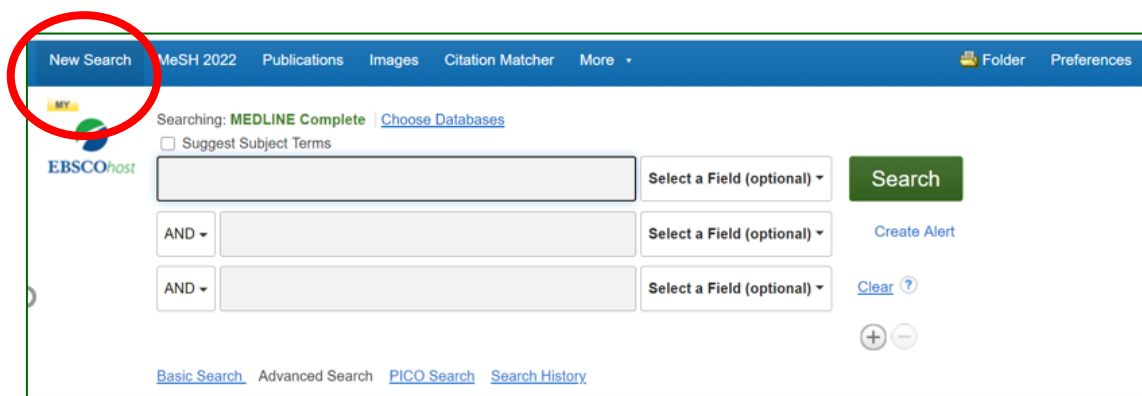 New Search MeSH 2022 Publications Images Citation Matcher More Folder Preferences
MY
EBSCOhost
Searching: MEDLINE Complete Choose Databases
Suggest Subject Terms
Select a Field (optional) Search
AND Select a Field (optional) Create Alert
AND Select a Field (optional) Clear ?
Basic Search Advanced Search PICO Search Search History